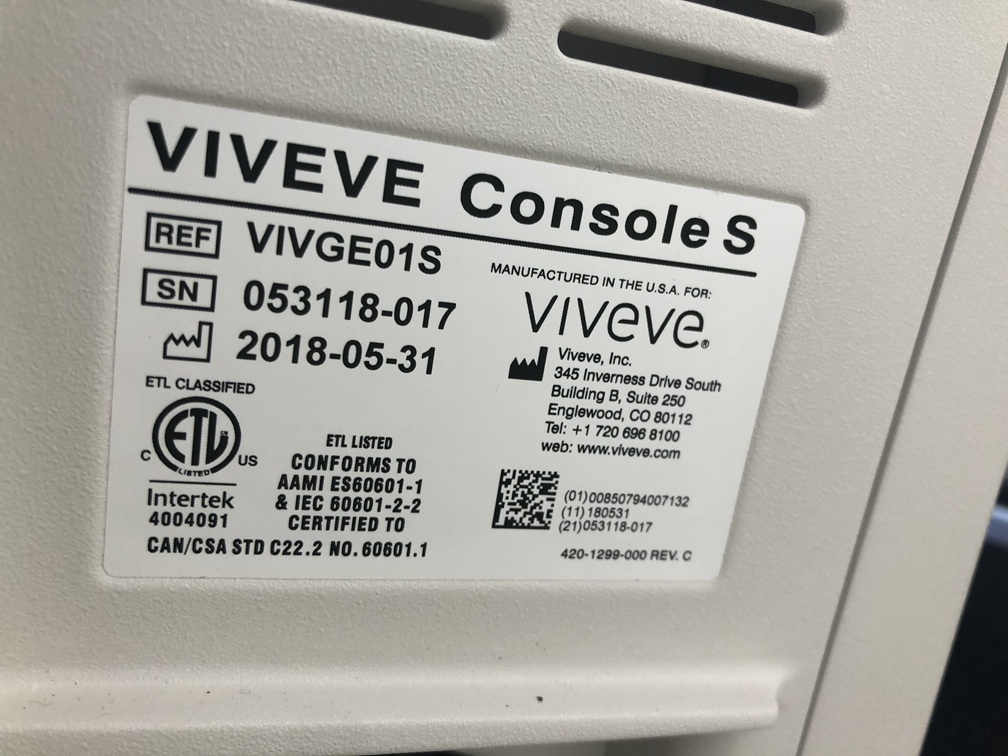 VIVEVE Console S
REF VIVGE01S
SN 053118-017
2018-05-31
ETL CLASSIFIED
C ETL US
LISTED
Intertek
4004091
ETL LISTED
CONFORMS TO
AAMI ES60601-1
& IEC 60601-2-2
CERTIFIED TO
CAN/CSA STD C22.2 NO. 60601.1
MANUFACTURED IN THE U.S.A. FOR:
viveve®
Viveve, Inc.
345 Inverness Drive South
Building B, Suite 250
Englewood, CO 80112
Tel: +1 720 696 8100
web: www.viveve.com
(01)00850794007132
(11)180531
(21)053118-017
420-1299-000 REV. C